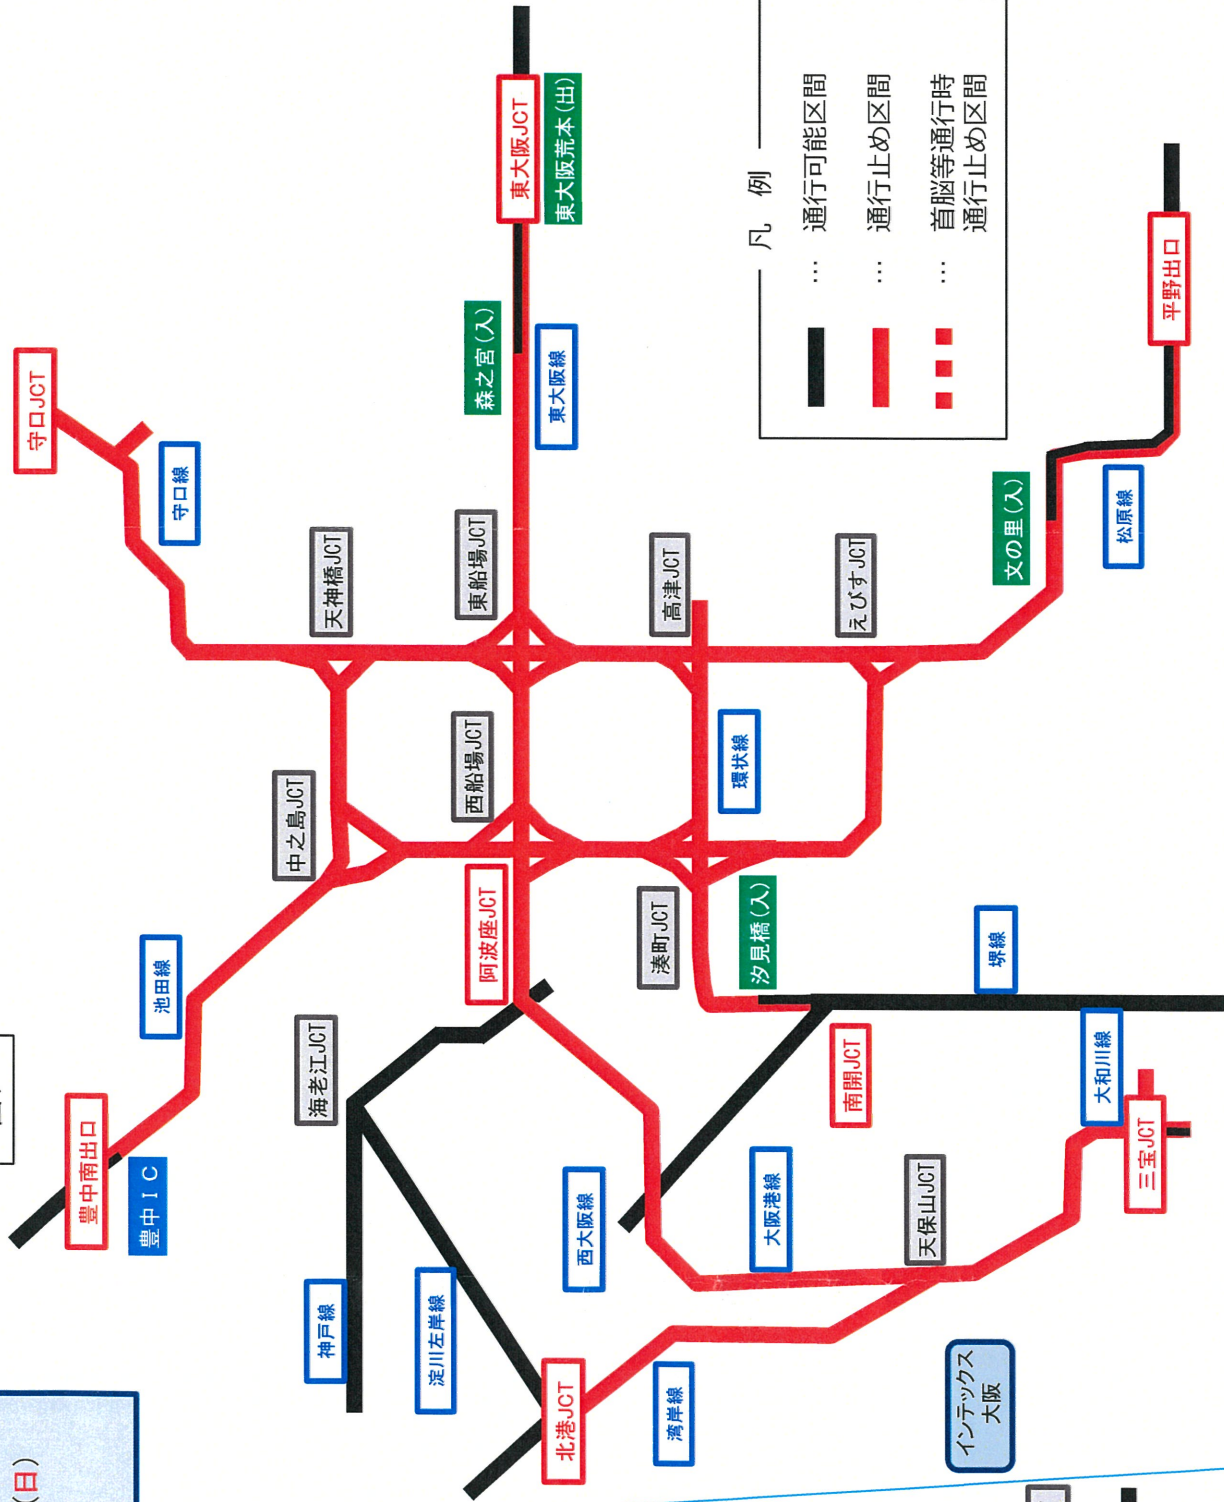 守口JCT
守口線
天神橋JCT
中之島JCT
池田線
豊中南出口
豊中IC
東大阪JCT
東大阪荒本(出)
森之宮(入)
東大阪線
東船場JCT
西船場JCT
阿波座JCT
海老江JCT
神戸線
淀川左岸線
北港JCT
高津JCT
環状線
湊町JCT
汐見橋(入)
西大阪線
南開JCT
大阪港線
湾岸線
えびすJCT
天保山JCT
堺線
文の里(入)
松原線
平野出口
大和川線
三宝JCT
インテックス
大阪
凡 例
… 通行可能区間
… 通行止め区間
… 首脳等通行時
通行止め区間
(日)